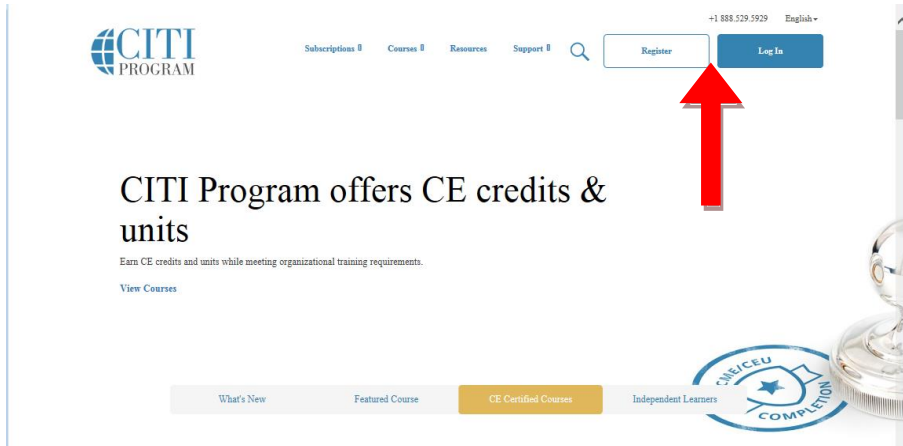 +1 888.529.5929 English
CITI
PROGRAM
Subscriptions Courses Resources Support Register Log In
CITI Program offers CE credits &
units
Earn CE credits and units while meeting organizational training requirements.
View Courses
CME/CEU
COMPLETION
What's New Featured Course CE Certified Courses Independent Learners